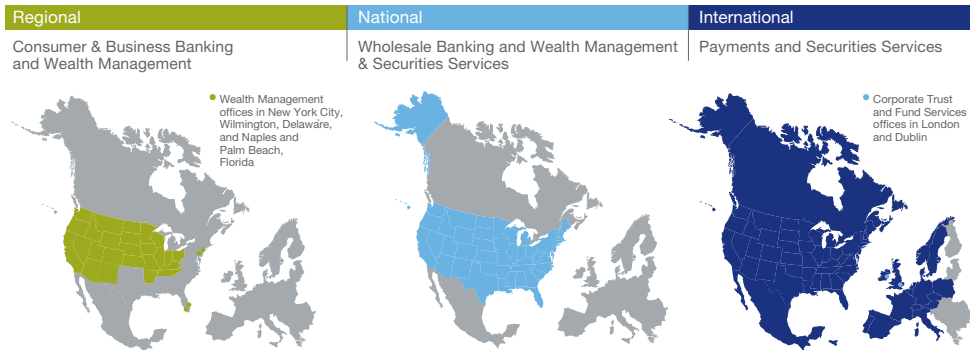 Regional
Consumer & Business Banking
and Wealth Management
Wealth Management
offices in New York City,
Wilmington, Delaware,
and Naples and
Palm Beach,
Florida
National
Wholesale Banking and Wealth Management
& Securities Services
International
Payments and Securities Services
Corporate Trust
and Fund Services
offices in London
and Dublin